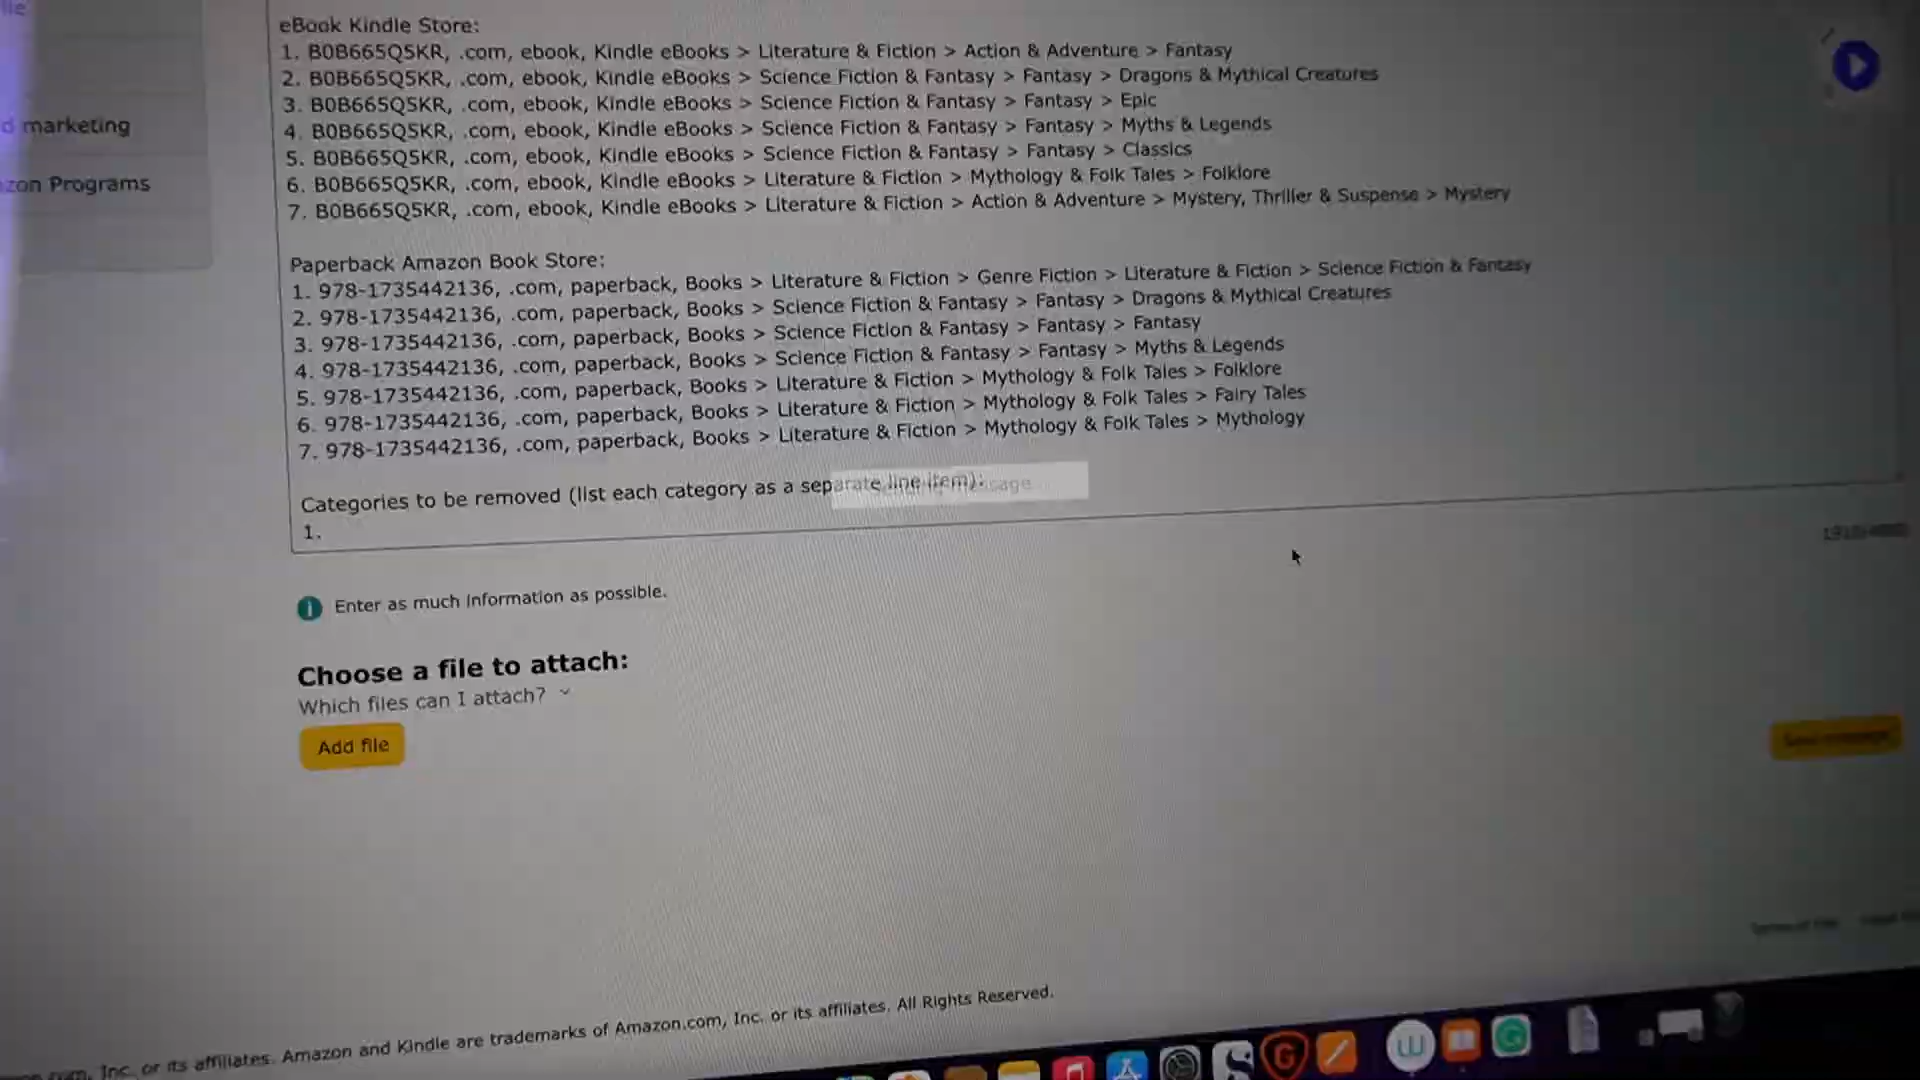 eBook Kindle Store:
1. B0B665Q5KR, .com, ebook, Kindle eBooks > Literature & Fiction > Action & Adventure > Fantasy
2. B0B665Q5KR, .com, ebook, Kindle eBooks > Science Fiction & Fantasy > Fantasy > Dragons & Mythical Creatures
3. B0B665Q5KR, .com, ebook, Kindle eBooks > Science Fiction & Fantasy > Fantasy > Epic
d marketing
4. B0B665Q5KR, .com, ebook, Kindle eBooks > Science Fiction & Fantasy > Fantasy > Myths & Legends
5. B0B665Q5KR, .com, ebook, Kindle eBooks > Science Fiction & Fantasy > Fantasy > Classics
zon Programs
6. B0B665Q5KR, .com, ebook, Kindle eBooks > Literature & Fiction > Mythology & Folk Tales > Folklore
7. B0B665Q5KR, .com, ebook, Kindle eBooks > Literature & Fiction > Action & Adventure > Mystery, Thriller & Suspense > Mystery
Paperback Amazon Book Store:
1. 978-1735442136, .com, paperback, Books > Literature & Fiction > Genre Fiction > Literature & Fiction > Science Fiction & Fantasy
2. 978-1735442136, .com, paperback, Books > Science Fiction & Fantasy > Fantasy > Dragons & Mythical Creatures
3. 978-1735442136, .com, paperback, Books > Science Fiction & Fantasy > Fantasy > Fantasy
4. 978-1735442136, .com, paperback, Books > Science Fiction & Fantasy > Fantasy > Myths & Legends
5. 978-1735442136, .com, paperback, Books > Literature & Fiction > Mythology & Folk Tales > Folklore
6. 978-1735442136, .com, paperback, Books > Literature & Fiction > Mythology & Folk Tales > Fairy Tales
7. 978-1735442136, .com, paperback, Books > Literature & Fiction > Mythology & Folk Tales > Mythology
Categories to be removed (list each category as a separate line item):
1.
Enter as much information as possible.
Choose a file to attach:
Which files can I attach?
Add file
Send message
Terms of
Inc. or its affiliates. Amazon and Kindle are trademarks of Amazon.com, Inc. or its affiliates. All Rights Reserved.